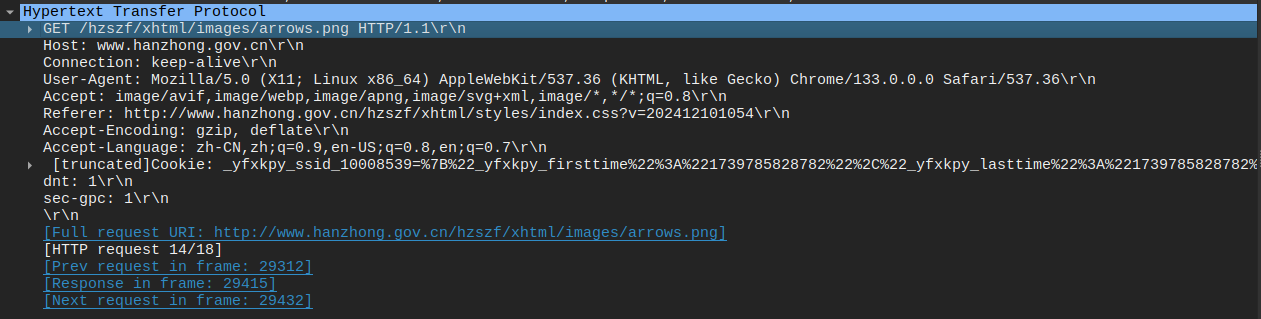 Hypertext Transfer Protocol
GET /hzszf/xhtml/images/arrows.png HTTP/1.1\r\n
Host: www.hanzhong.gov.cn\r\n
Connection: keep-alive\r\n
User-Agent: Mozilla/5.0 (X11; Linux x86_64) AppleWebKit/537.36 (KHTML, like Gecko) Chrome/133.0.0.0 Safari/537.36\r\n
Accept: image/avif,image/webp,image/apng,image/svg+xml,image/*,*/*;q=0.8\r\n
Referer: http://www.hanzhong.gov.cn/hzszf/xhtml/styles/index.css?v=202412101054\r\n
Accept-Encoding: gzip, deflate\r\n
Accept-Language: zh-CN,zh;q=0.9,en-US;q=0.8,en;q=0.7\r\n
[truncated]Cookie: _yfxkpy_ssid_10008539=%7B%22_yfxkpy_firsttime%22%3A%221739785828782%22%2C%22_yfxkpy_lasttime%22%3A%221739785828782%
dnt: 1\r\n
sec-gpc: 1\r\n
\r\n
[Full request URI: http://www.hanzhong.gov.cn/hzszf/xhtml/images/arrows.png]
[HTTP request 14/18]
[Prev request in frame: 29312]
[Response in frame: 29415]
[Next request in frame: 29432]